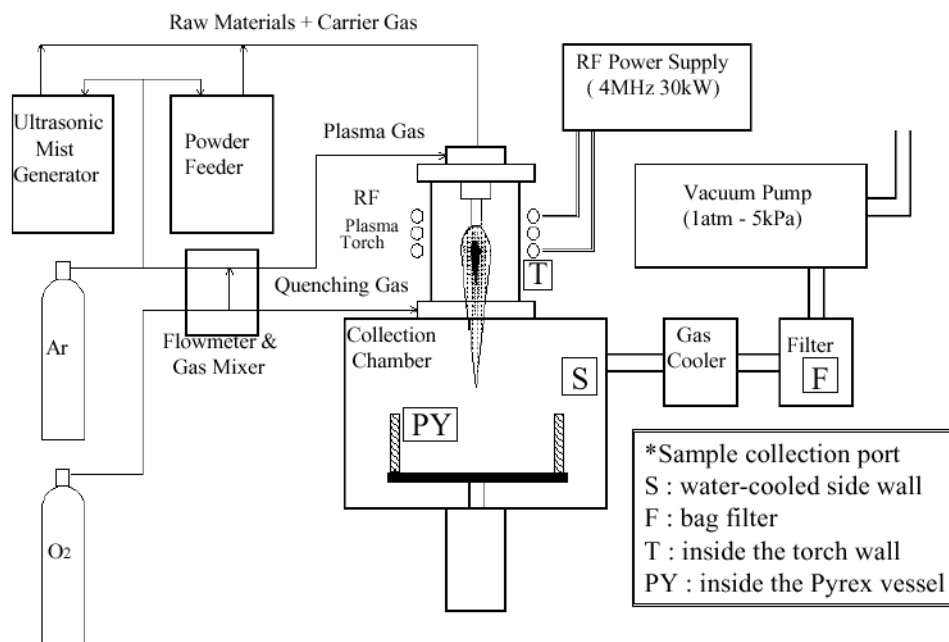 Raw Materials + Carrier Gas
RF Power Supply
( 4MHz 30kW)
Ultrasonic
Mist
Generator
Powder
Feeder
Plasma Gas
Vacuum Pump
(1atm - 5kPa)
RF
Plasma
Torch
T
Quenching Gas
Ar
Flowmeter &
Gas Mixer
Collection
Chamber
S
Gas
Cooler
Filter
F
PY
O2
*Sample collection port
S : water-cooled side wall
F : bag filter
T : inside the torch wall
PY : inside the Pyrex vessel